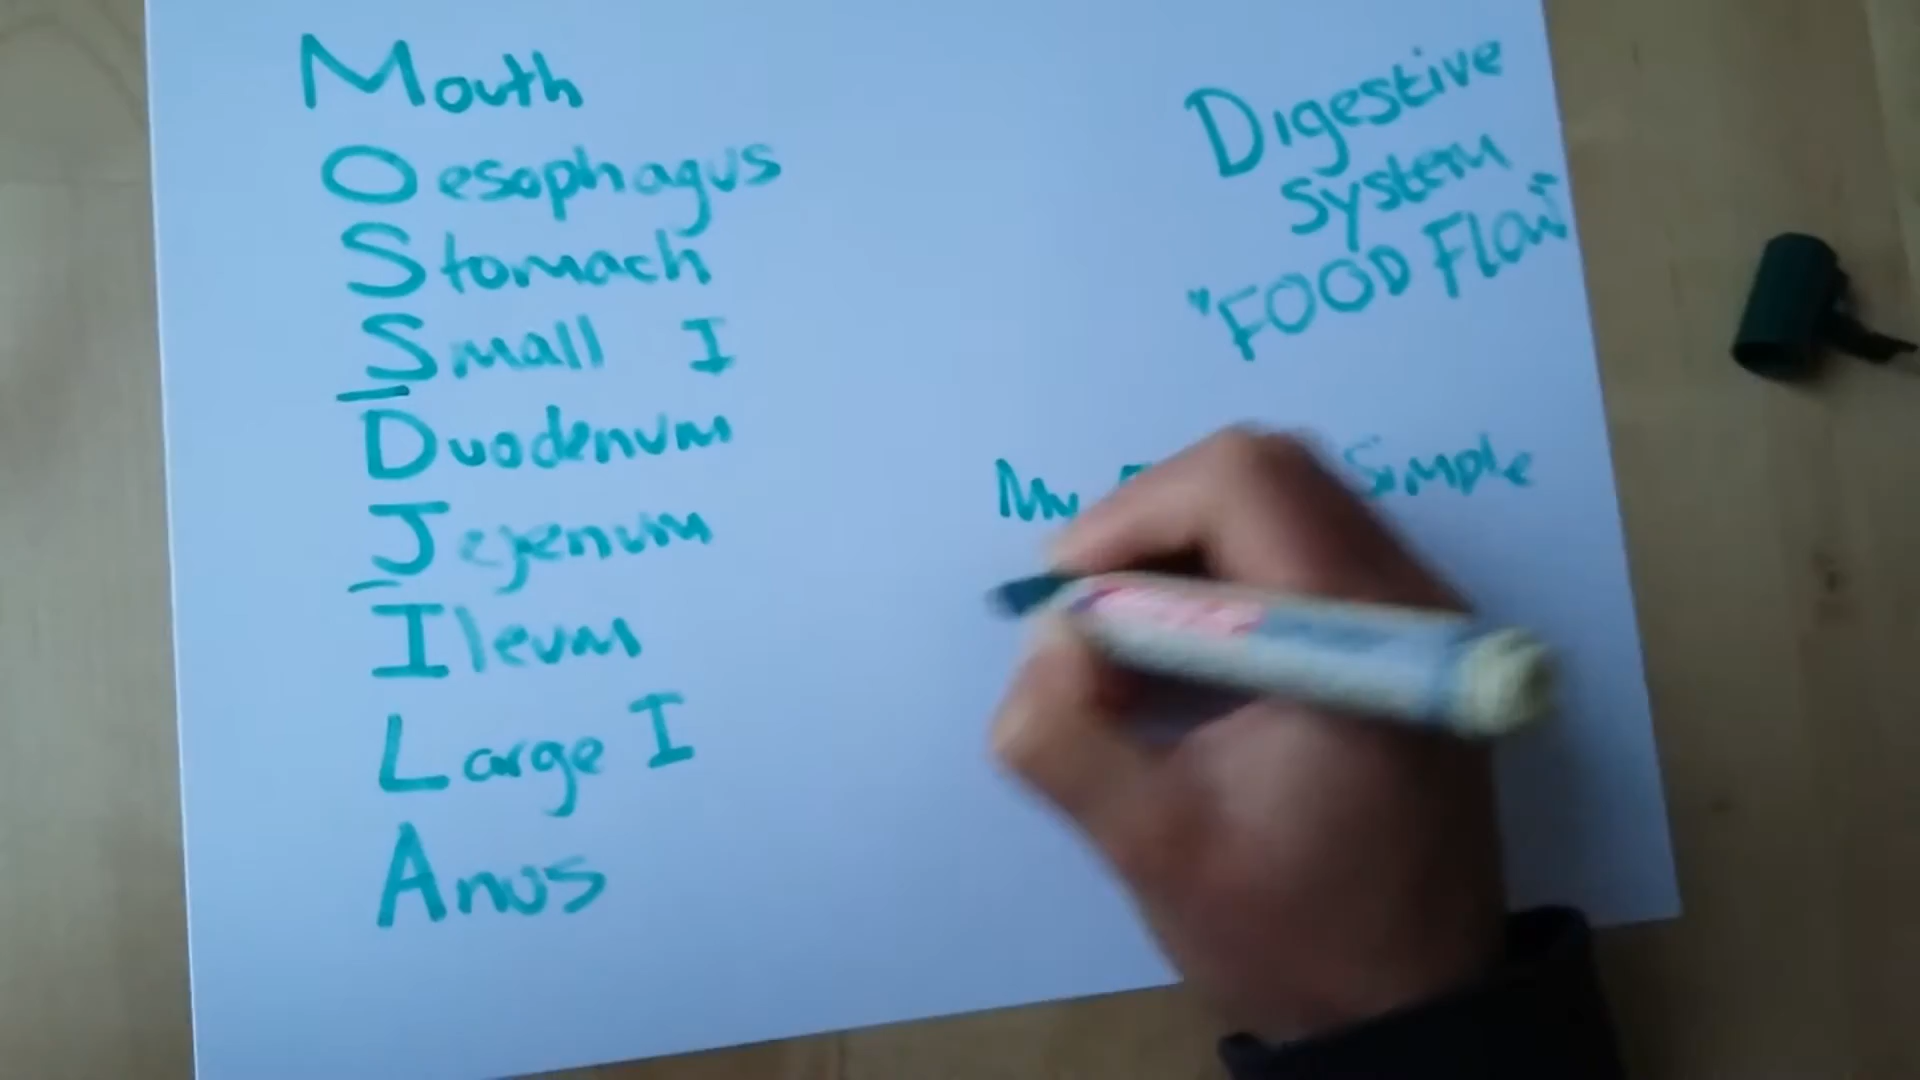 Mouth
Oesophagus
Stomach
Small I
Duodenum
Jejenum
Ileum
Large I
Anus
Digestive
System
"FOOD Flow"
Simple